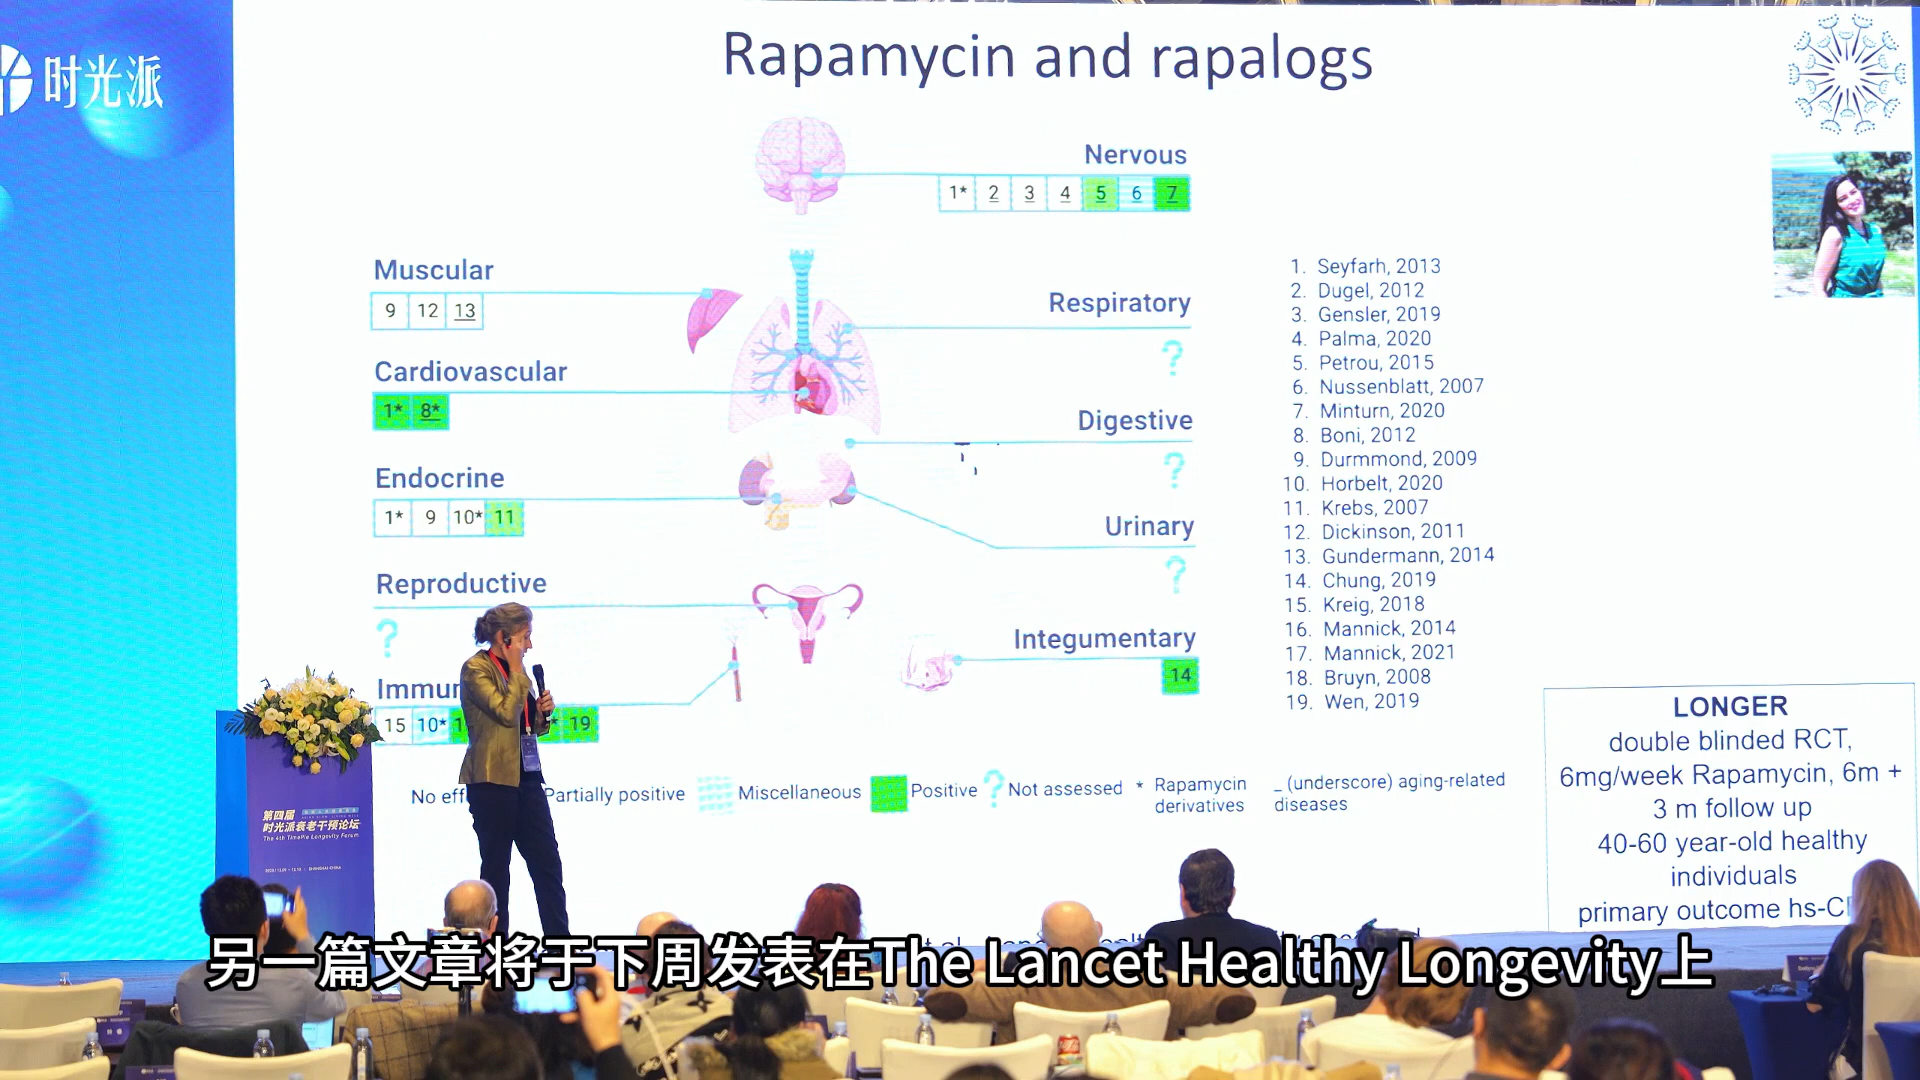 时光派
Rapamycin and rapalogs
Nervous
1* 2 3 4 5 6 7
Muscular
9 12 13
Cardiovascular
1* 8*
Endocrine
1* 9 10* 11
Reproductive
?
Immun
15 10* 1 * 19
Respiratory
?
Digestive
?
Urinary
?
Integumentary
14
1. Seyfarh, 2013
2. Dugel, 2012
3. Gensler, 2019
4. Palma, 2020
5. Petrou, 2015
6. Nussenblatt, 2007
7. Minturn, 2020
8. Boni, 2012
9. Durmmond, 2009
10. Horbelt, 2020
11. Krebs, 2007
12. Dickinson, 2011
13. Gundermann, 2014
14. Chung, 2019
15. Kreig, 2018
16. Mannick, 2014
17. Mannick, 2021
18. Bruyn, 2008
19. Wen, 2019
No eff Partially positive Miscellaneous Positive ? Not assessed * Rapamycin derivatives _ (underscore) aging-related diseases
LONGER
double blinded RCT,
6mg/week Rapamycin, 6m +
3 m follow up
40-60 year-old healthy
individuals
primary outcome hs-C
第四届
时光派衰老干预论坛
The 4th TimePie Longevity Forum
另一篇文章将于下周发表在The Lancet Healthy Longevity上